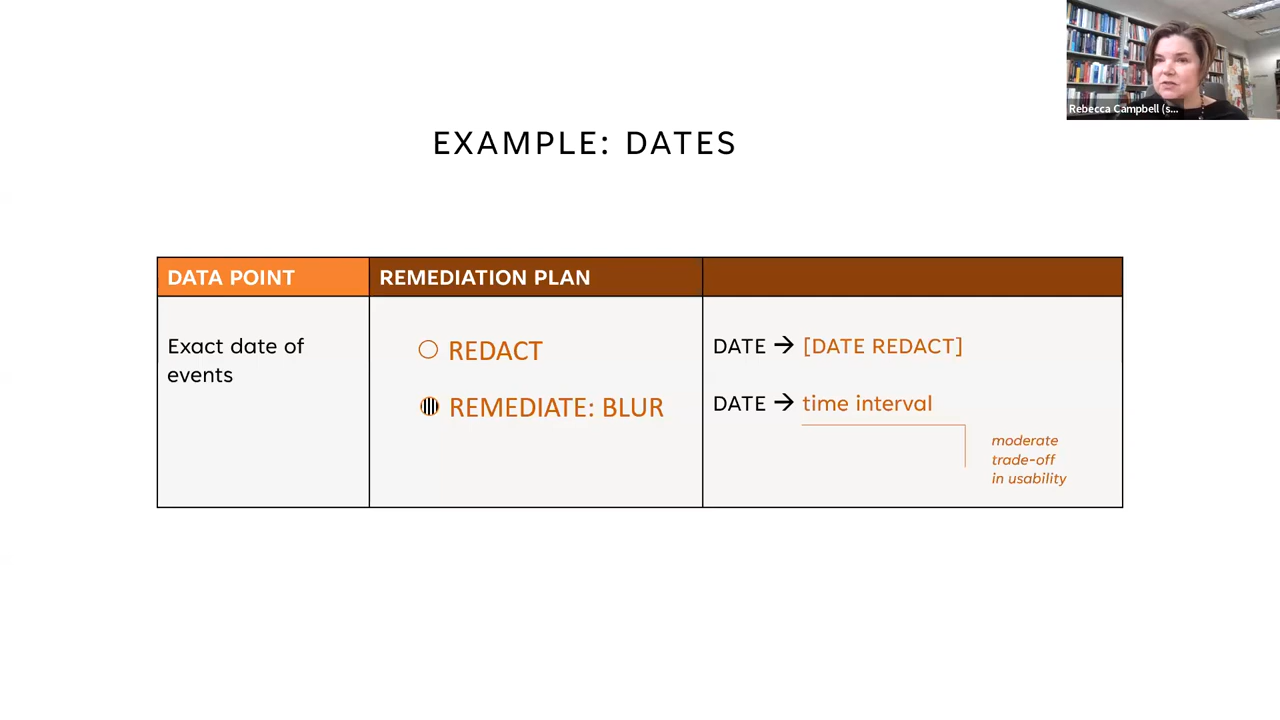 Rebecca Campbell (s...
EXAMPLE: DATES
DATA POINT
REMEDIATION PLAN
Exact date of
events
REDACT
REMEDIATE: BLUR
DATE → [DATE REDACT]
DATE → time interval
moderate
trade-off
in usability